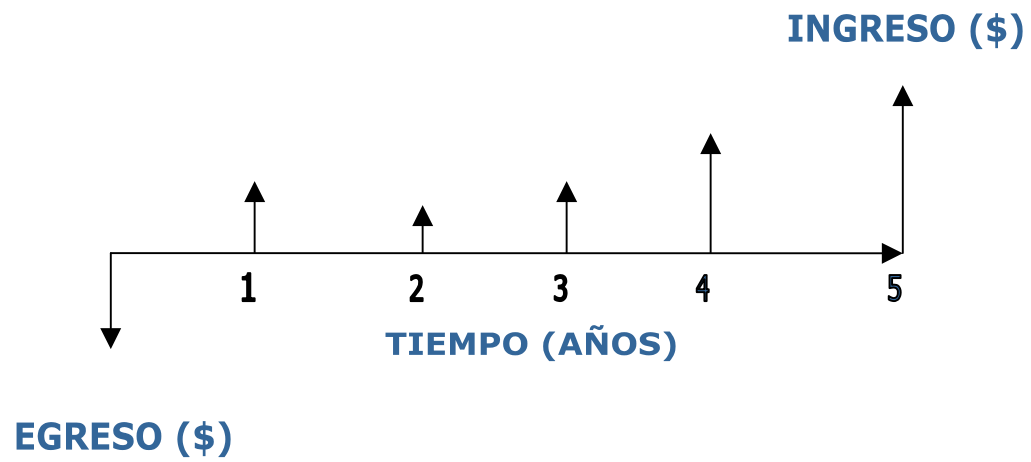 INGRESO ($)
1 2 3 4 5
TIEMPO (AÑOS)
EGRESO ($)